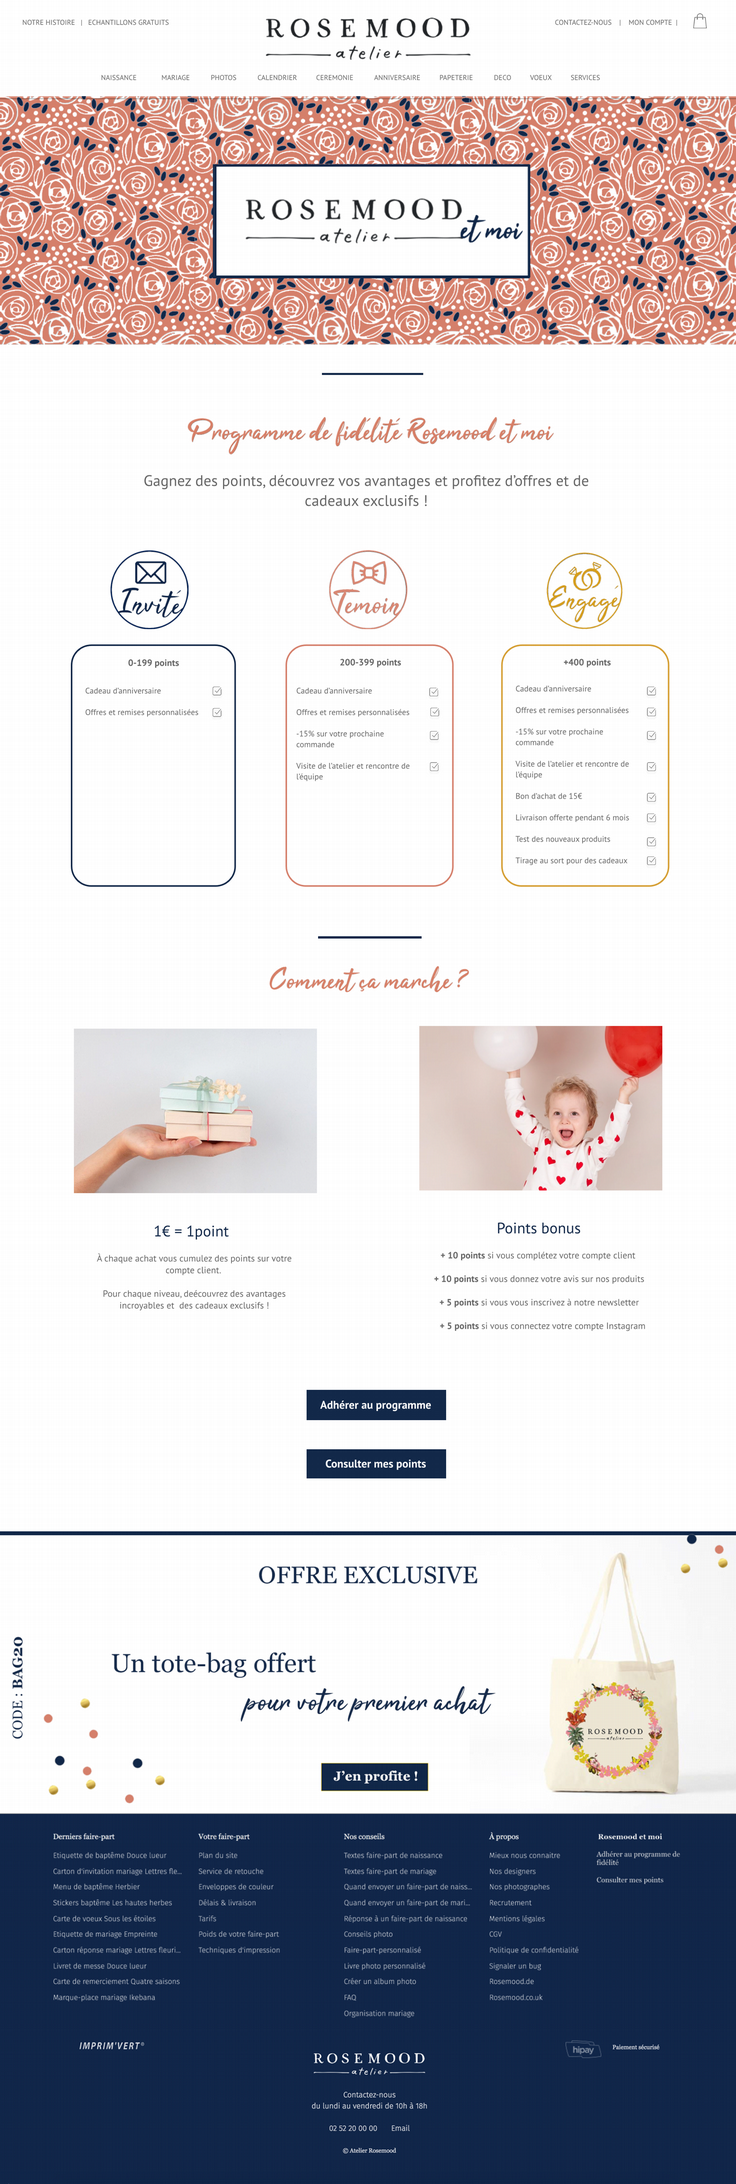 NOTRE HISTOIRE | ECHANTILLONS GRATUITS
ROSEMOOD
atelier
CONTACTEZ-NOUS | MON COMPTE |
NAISSANCE MARIAGE PHOTOS CALENDRIER CEREMONIE ANNIVERSAIRE PAPETERIE DECO VOEUX SERVICES
ROSEMOOD
atelier et moi
Programme de fidélité Rosemood et moi
Gagnez des points, découvrez vos avantages et profitez d'offres et de
cadeaux exclusifs !
Invité
0-199 points
Cadeau d'anniversaire
Offres et remises personnalisées
Temoin
200-399 points
Cadeau d'anniversaire
Offres et remises personnalisées
-15% sur votre prochaine
commande
Visite de l'atelier et rencontre de
l'équipe
Engagé
+400 points
Cadeau d'anniversaire
Offres et remises personnalisées
-15% sur votre prochaine
commande
Visite de l'atelier et rencontre de
l'équipe
Bon d'achat de 15€
Livraison offerte pendant 6 mois
Test des nouveaux produits
Tirage au sort pour des cadeaux
Comment ça marche ?
1€ = 1point
À chaque achat vous cumulez des points sur votre
compte client.
Pour chaque niveau, deécouvrez des avantages
incroyables et des cadeaux exclusifs !
Points bonus
+ 10 points si vous complétez votre compte client
+ 10 points si vous donnez votre avis sur nos produits
+ 5 points si vous vous inscrivez à notre newsletter
+ 5 points si vous connectez votre compte Instagram
Adhérer au programme
Consulter mes points
OFFRE EXCLUSIVE
CODE : BAG20
Un tote-bag offert
pour votre premier achat
J'en profite !
ROSEMOOD
atelier
Derniers faire-part
Etiquette de baptême Douce lueur
Carton d'invitation mariage Lettres fle...
Menu de baptême Herbier
Stickers baptême Les hautes herbes
Carte de voeux Sous les étoiles
Etiquette de mariage Empreinte
Carton réponse mariage Lettres fleuri...
Livret de messe Douce lueur
Carte de remerciement Quatre saisons
Marque-place mariage Ikebana
Votre faire-part
Plan du site
Service de retouche
Enveloppes de couleur
Délais & livraison
Tarifs
Poids de votre faire-part
Techniques d'impression
Nos conseils
Textes faire-part de naissance
Textes faire-part de mariage
Quand envoyer un faire-part de naiss...
Quand envoyer un faire-part de mari...
Réponse à un faire-part de naissance
Conseils photo
Faire-part-personnalisé
Livre photo personnalisé
Créer un album photo
FAQ
Organisation mariage
À propos
Mieux nous connaitre
Nos designers
Nos photographes
Recrutement
Mentions légales
CGV
Politique de confidentialité
Signaler un bug
Rosemood.de
Rosemood.co.uk
Rosemood et moi
Adhérer au programme de
fidélité
Consulter mes points
IMPRIM'VERT®
ROSEMOOD
atelier
hipay
Paiement sécurisé
Contactez-nous
du lundi au vendredi de 10h à 18h
02 52 20 00 00 Email
© Atelier Rosemood